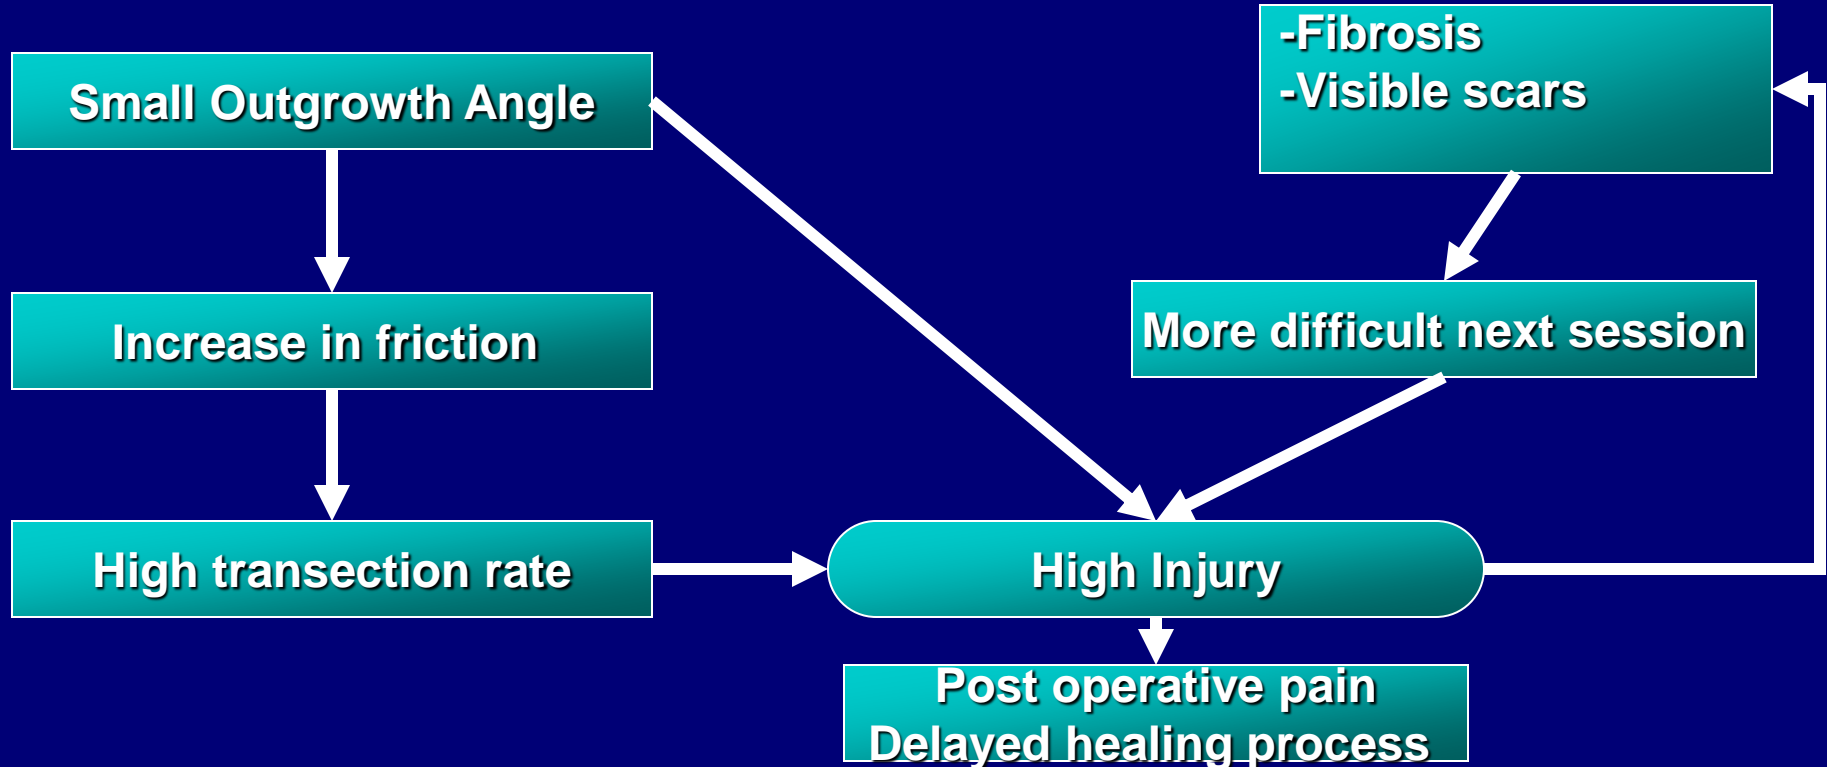 -Fibrosis
-Visible scars
Small Outgrowth Angle
Increase in friction
More difficult next session
High transection rate
High Injury
Post operative pain
Delayed healing process